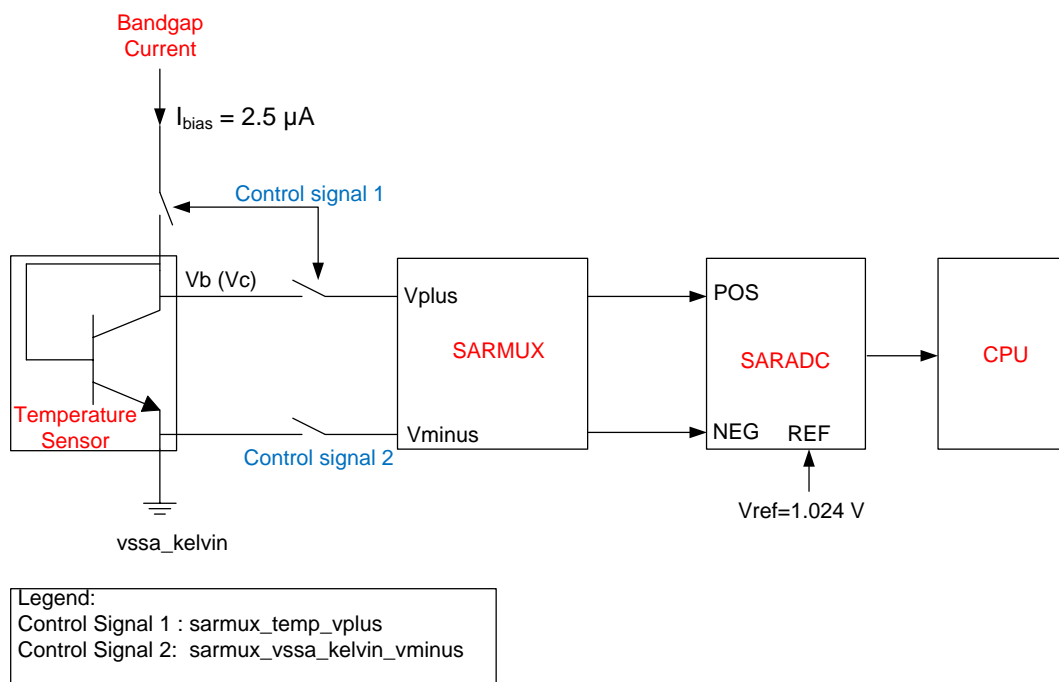 Bandgap
Current
Ibias = 2.5 µA
Control signal 1
Vb (Vc)
Vplus
POS
SARMUX
SARADC
CPU
Temperature
Sensor
Vminus
NEG
REF
Control signal 2
Vref=1.024 V
vssa_kelvin
Legend:
Control Signal 1 : sarmux_temp_vplus
Control Signal 2: sarmux_vssa_kelvin_vminus